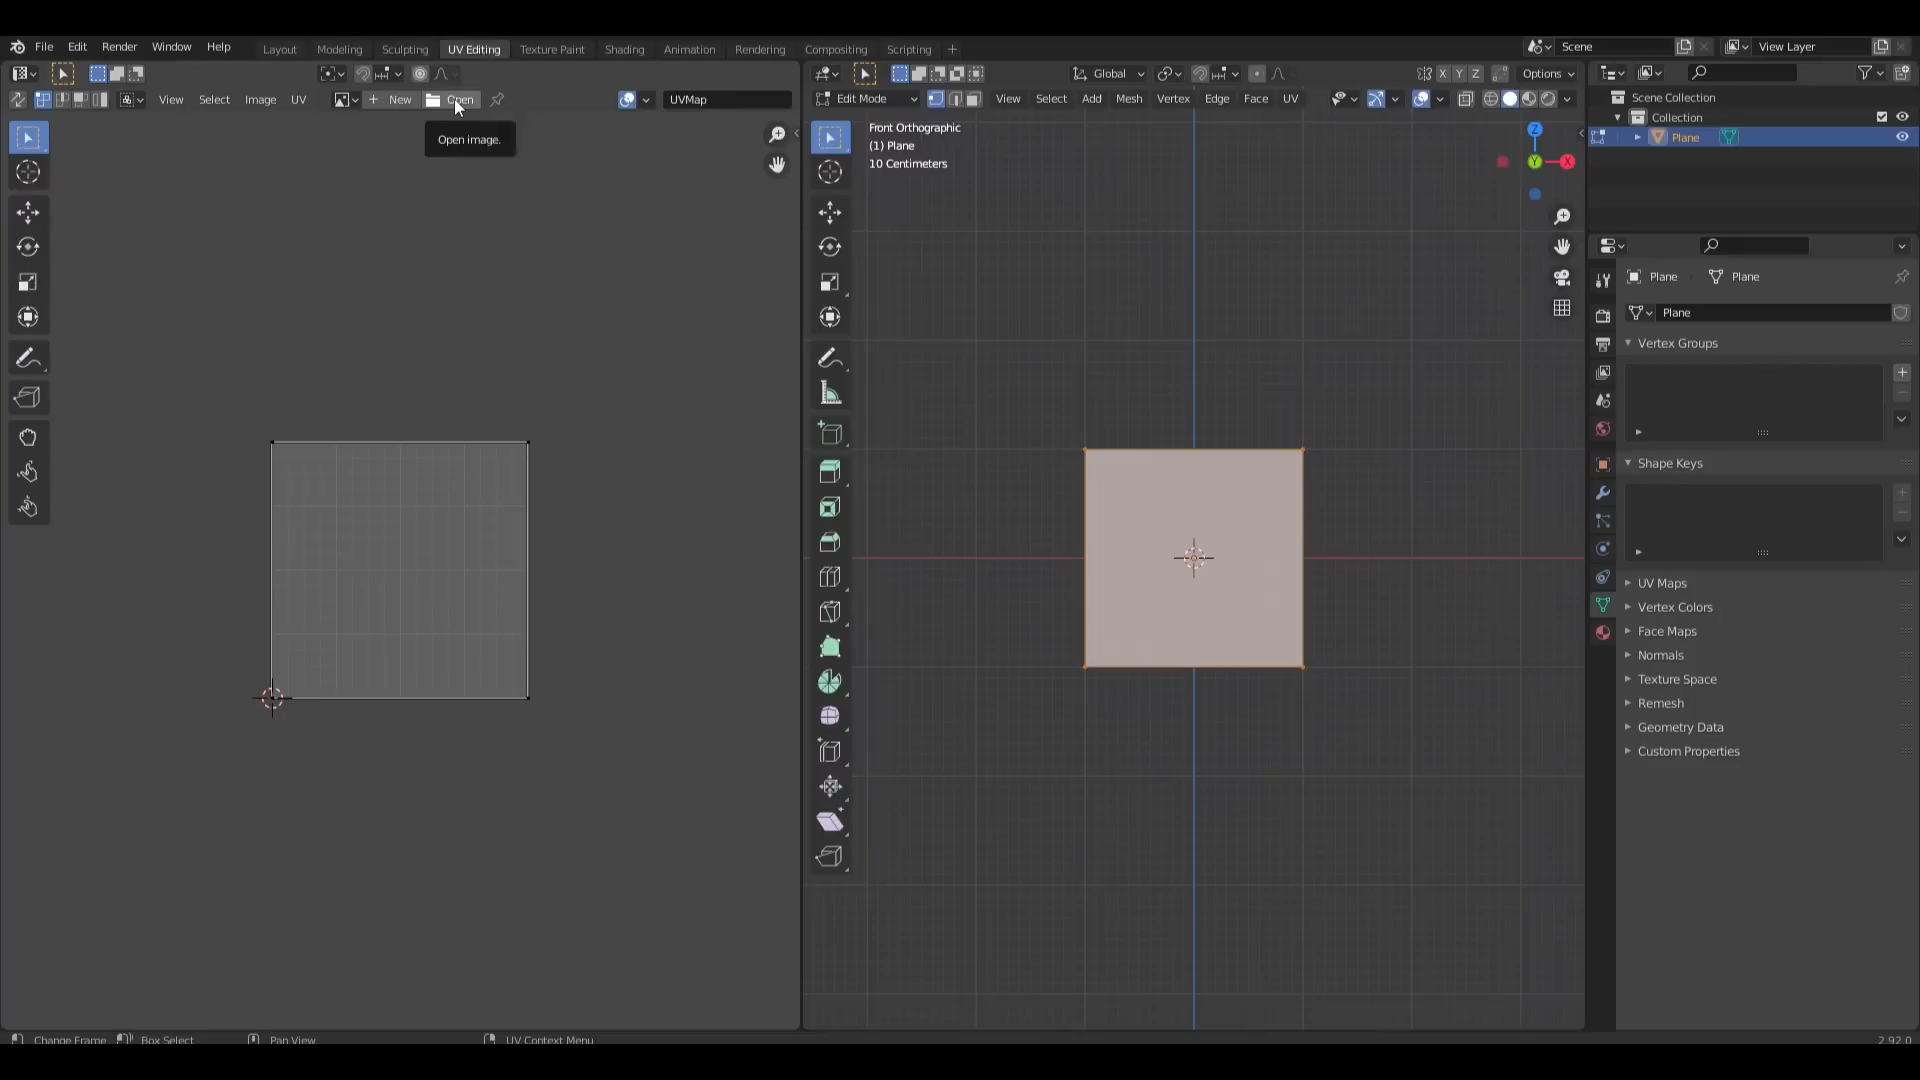 File Edit Render Window Help Layout Modeling Sculpting UV Editing Texture Paint Shading Animation Rendering Compositing Scripting + Scene View Layer
Global X Y Z Options
View Select Image UV New Open UVMap
Edit Mode View Select Add Mesh Vertex Edge Face UV
Open image.
Front Orthographic
(1) Plane
10 Centimeters
Z
Y
X
Scene Collection
Collection
Plane
Plane Plane
Plane
Vertex Groups
Shape Keys
UV Maps
Vertex Colors
Face Maps
Normals
Texture Space
Remesh
Geometry Data
Custom Properties
Change Frame Box Select Pan View UV Context Menu 2.92.0